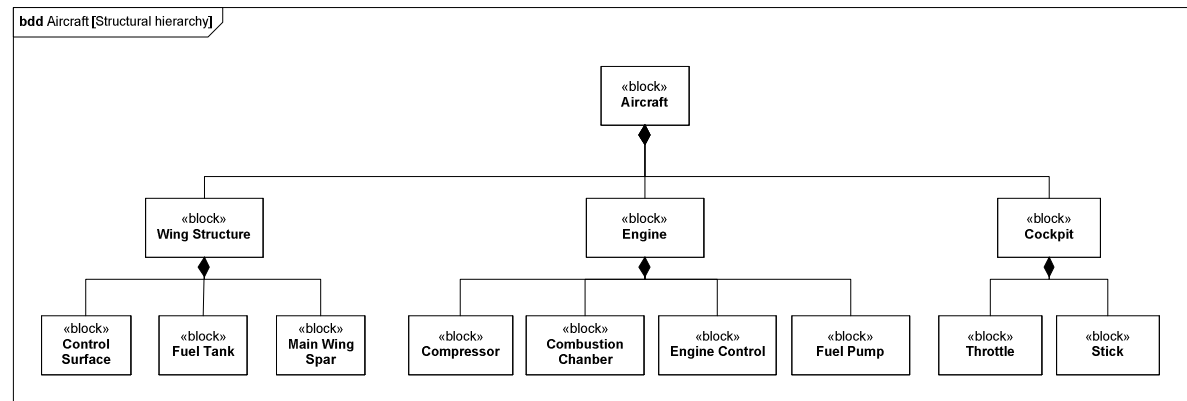 bdd Aircraft [Structural hierarchy]
«block»
Aircraft
«block»
Wing Structure
«block»
Engine
«block»
Cockpit
«block»
Control
Surface
«block»
Fuel Tank
«block»
Main Wing
Spar
«block»
Compressor
«block»
Combustion
Chanber
«block»
Engine Control
«block»
Fuel Pump
«block»
Throttle
«block»
Stick